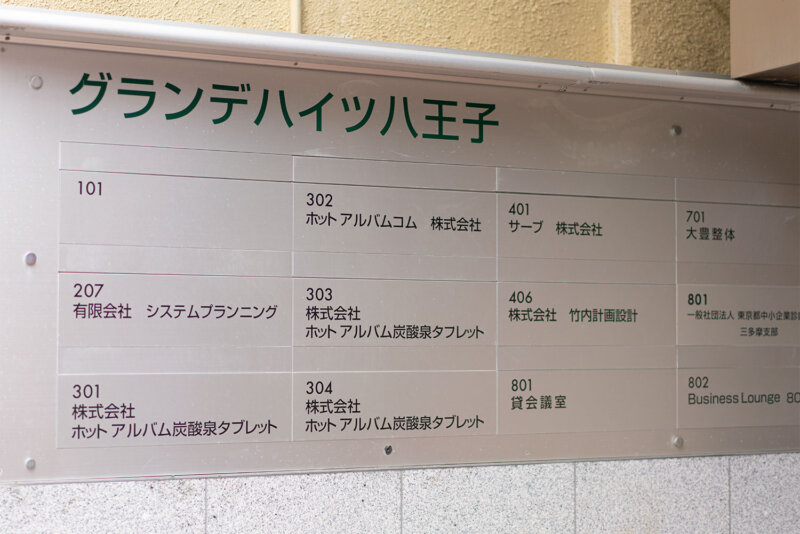 グランデハイツ八王子
101
302
ホットアルバムコム 株式会社
401
サーブ 株式会社
701
大豊整体
207
有限会社 システムプランニング
303
株式会社
ホットアルバム炭酸泉タブレット
406
株式会社 竹内計画設計
801
一般社団法人 東京都中小企業診
三多摩支部
301
株式会社
ホットアルバム炭酸泉タブレット
304
株式会社
ホットアルバム炭酸泉タブレット
801
貸会議室
802
Business Lounge 80